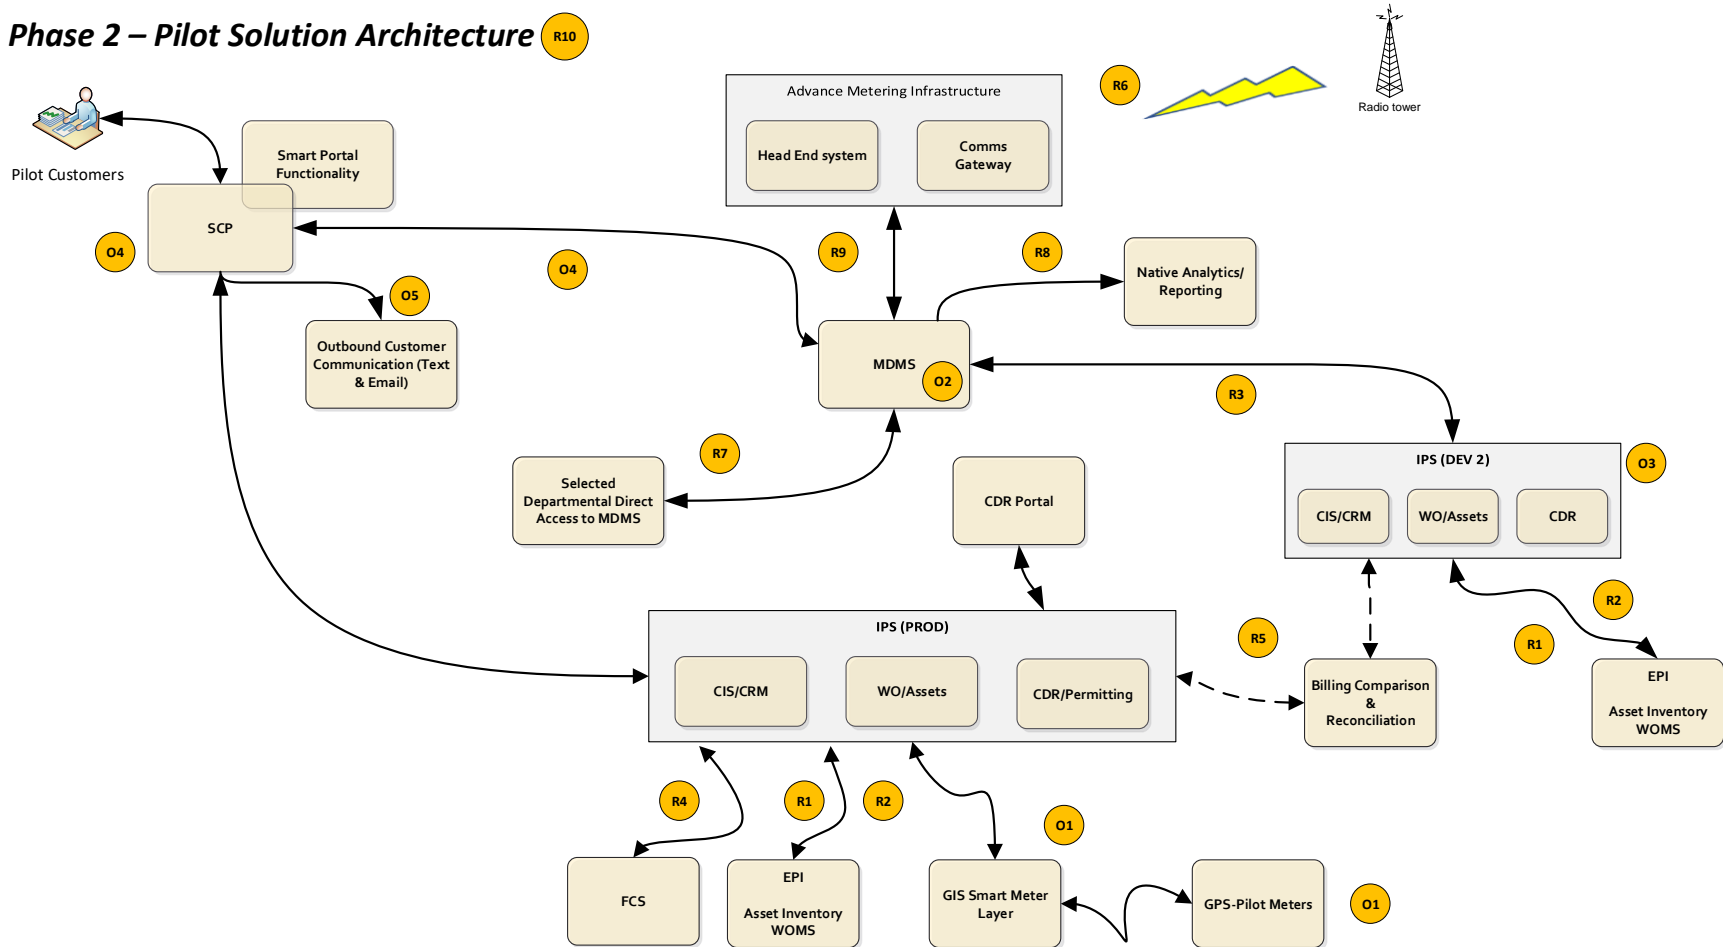 Phase 2 – Pilot Solution Architecture
R10
R6
Radio tower
Advance Metering Infrastructure
Head End system
Comms
Gateway
Pilot Customers
Smart Portal
Functionality
SCP
O4
O4
R9
R8
Native Analytics/
Reporting
O5
Outbound Customer
Communication (Text
& Email)
MDMS
O2
R3
R7
Selected
Departmental Direct
Access to MDMS
CDR Portal
IPS (DEV 2)
O3
CIS/CRM
WO/Assets
CDR
R2
R1
R5
IPS (PROD)
CIS/CRM
WO/Assets
CDR/Permitting
Billing Comparison
&
Reconciliation
EPI
Asset Inventory
WOMS
R4
R1
R2
O1
FCS
EPI
Asset Inventory
WOMS
GIS Smart Meter
Layer
GPS-Pilot Meters
O1